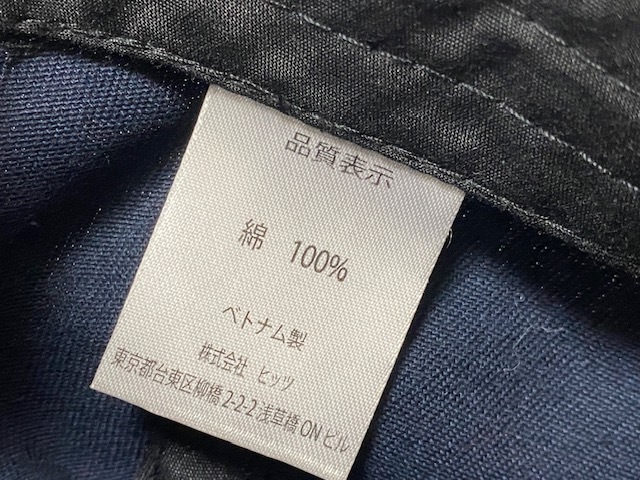 品質表示
綿 100%
ベトナム製
株式会社 ヒッツ
東京都台東区柳橋2-2-2浅草橋ONビル